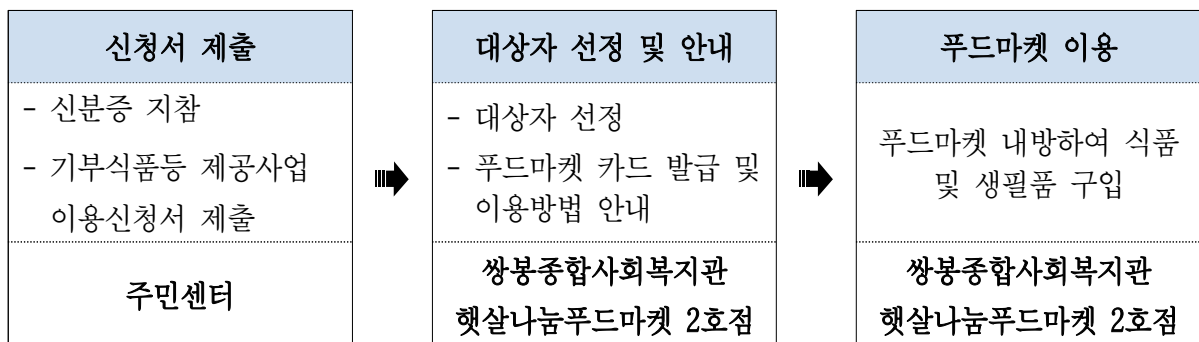 신청서 제출
- 신분증 지참
- 기부식품등 제공사업
이용신청서 제출
주민센터
대상자 선정 및 안내
- 대상자 선정
- 푸드마켓 카드 발급 및
이용방법 안내
쌍봉종합사회복지관
햇살나눔푸드마켓 2호점
푸드마켓 이용
푸드마켓 내방하여 식품
및 생필품 구입
쌍봉종합사회복지관
햇살나눔푸드마켓 2호점